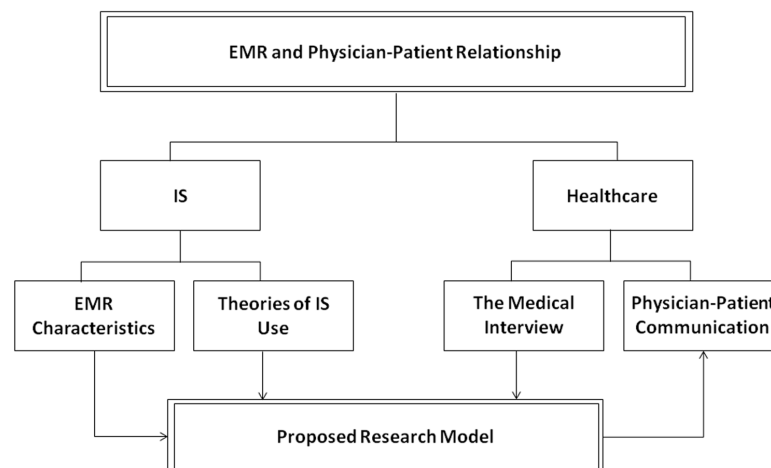 EMR and Physician-Patient Relationship
IS
Healthcare
EMR
Characteristics
Theories of IS
Use
The Medical
Interview
Physician-Patient
Communication
Proposed Research Model